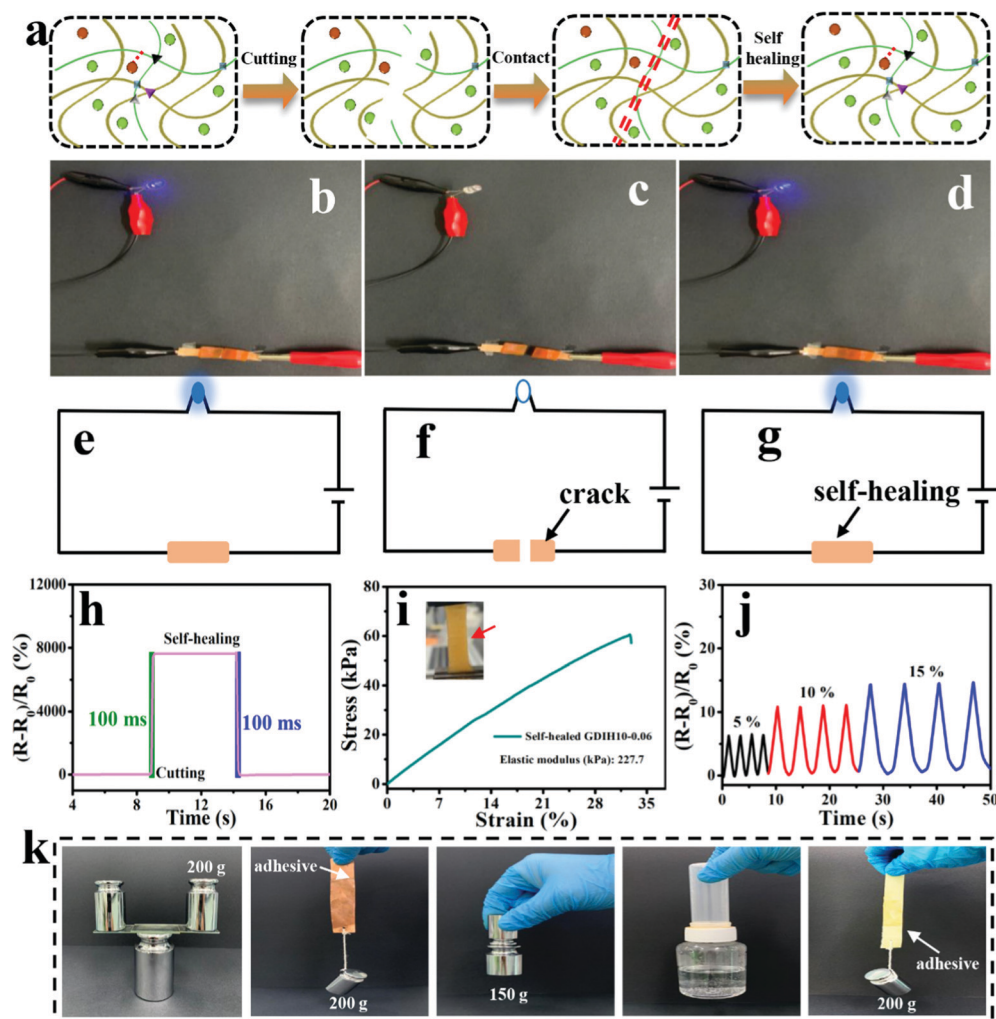 a
Cutting
Contact
Self
healing
b
c
d
e
f
crack
g
self-healing
h
(R-R0)/R0 (%)
12000
8000
4000
0
Self-healing
100 ms
100 ms
Cutting
4 8 12 16 20
Time (s)
i
Stress (kPa)
80
60
40
20
0
Self-healed GDIH10-0.06
Elastic modulus (kPa): 227.7
0 7 14 21 28 35
Strain (%)
j
(R-R0)/R0 (%)
30
15
0
5 %
10 %
15 %
0 10 20 30 40 50
Time (s)
k
200 g
adhesive
200 g
150 g
adhesive
200 g